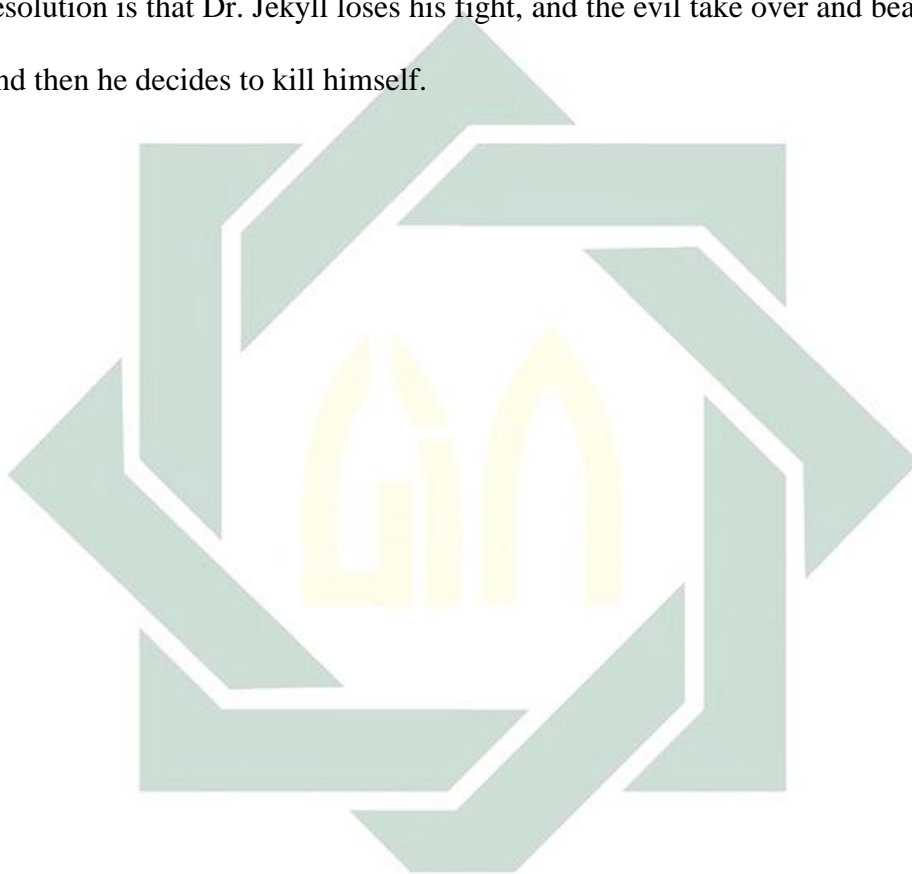 esolution is that Dr. Jekyll loses his fight, and the evil take over and bea
nd then he decides to kill himself.